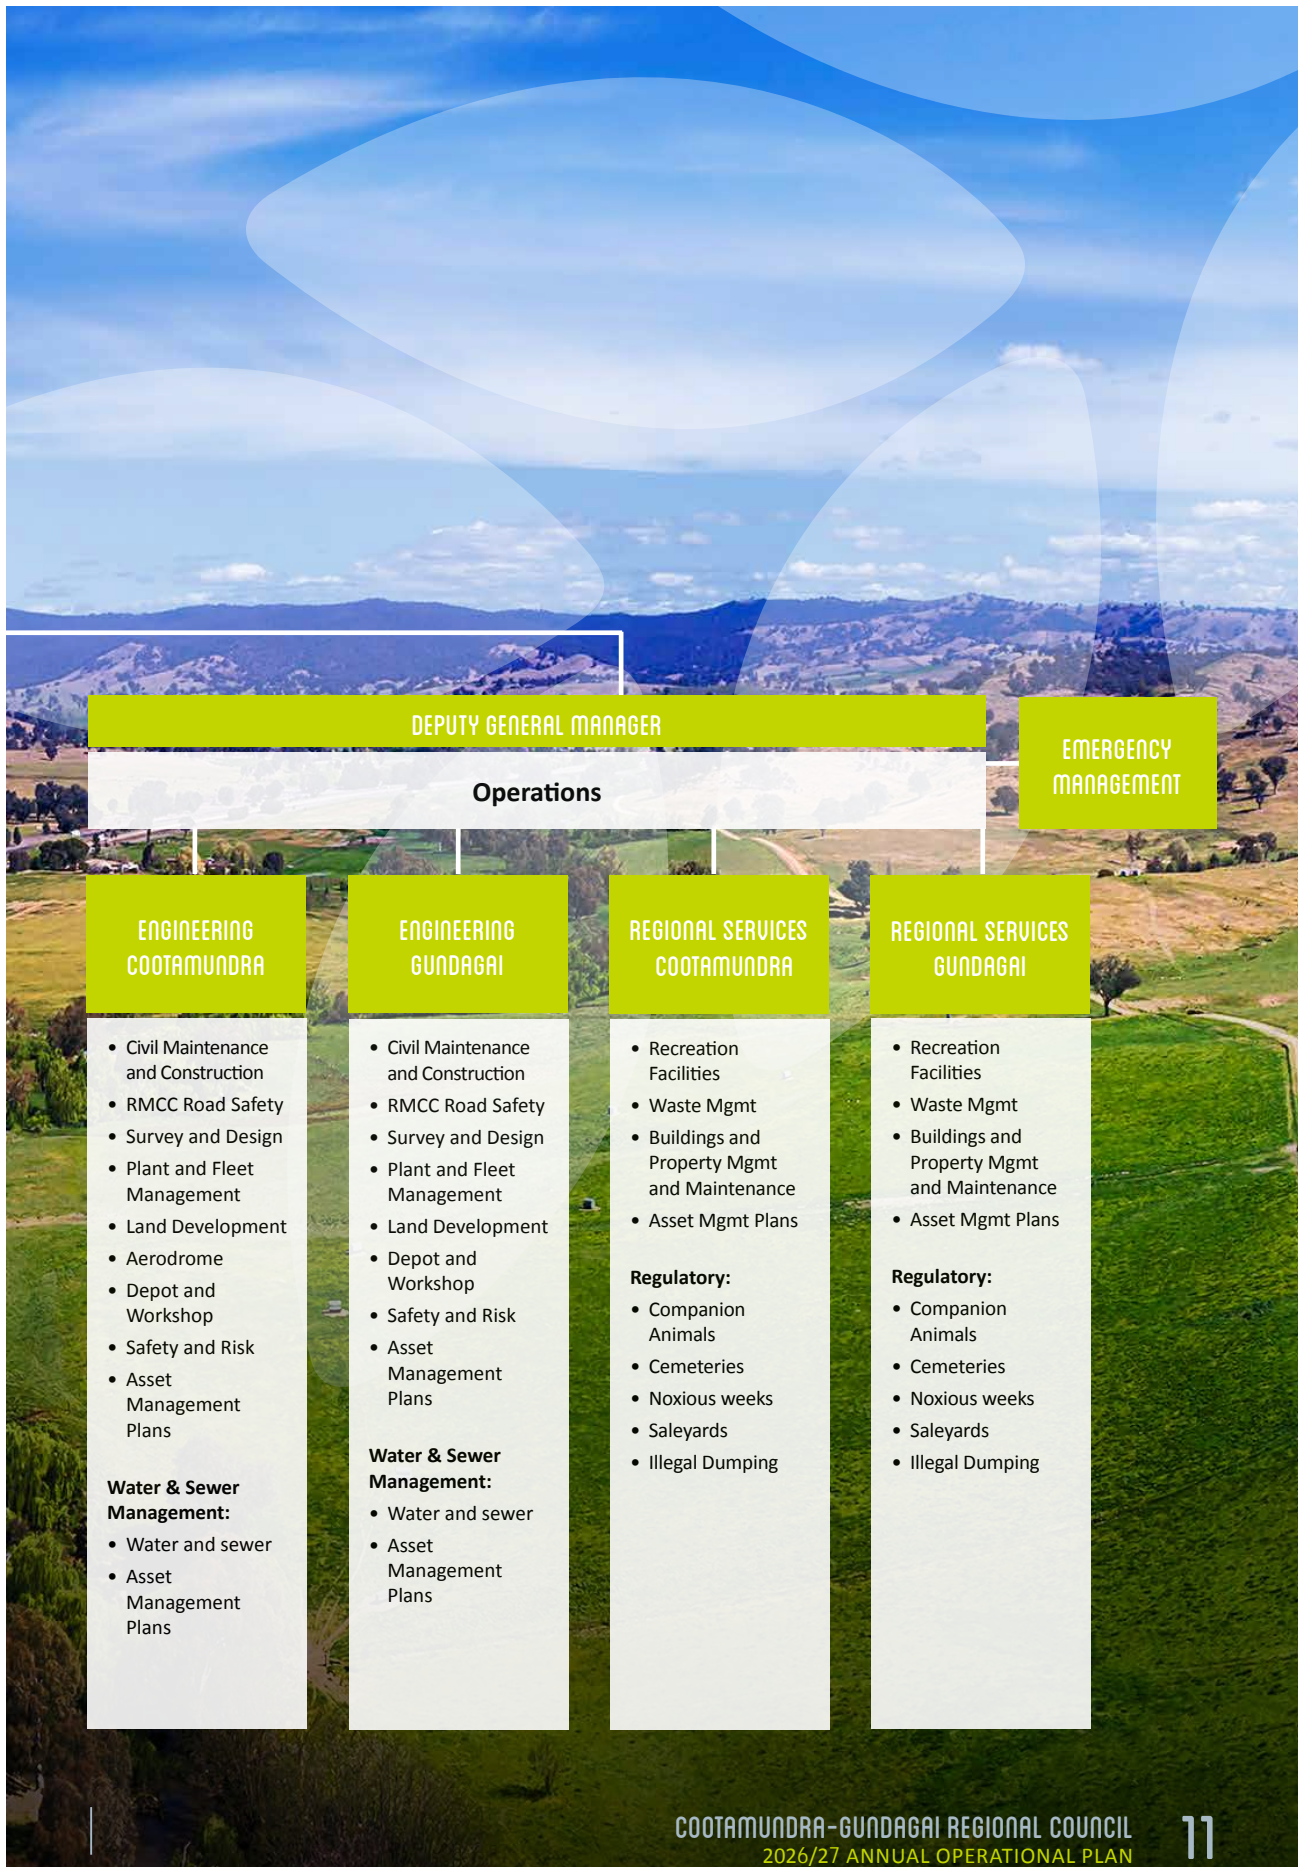 DEPUTY GENERAL MANAGER
Operations
EMERGENCY
MANAGEMENT
ENGINEERING
COOTAMUNDRA
• Civil Maintenance
and Construction
• RMCC Road Safety
• Survey and Design
• Plant and Fleet
Management
• Land Development
• Aerodrome
• Depot and
Workshop
• Safety and Risk
• Asset
Management
Plans
Water & Sewer
Management:
• Water and sewer
• Asset
Management
Plans
ENGINEERING
GUNDAGAI
• Civil Maintenance
and Construction
• RMCC Road Safety
• Survey and Design
• Plant and Fleet
Management
• Land Development
• Depot and
Workshop
• Safety and Risk
• Asset
Management
Plans
Water & Sewer
Management:
• Water and sewer
• Asset
Management
Plans
REGIONAL SERVICES
COOTAMUNDRA
• Recreation
Facilities
• Waste Mgmt
• Buildings and
Property Mgmt
and Maintenance
• Asset Mgmt Plans
Regulatory:
• Companion
Animals
• Cemeteries
• Noxious weeks
• Saleyards
• Illegal Dumping
REGIONAL SERVICES
GUNDAGAI
• Recreation
Facilities
• Waste Mgmt
• Buildings and
Property Mgmt
and Maintenance
• Asset Mgmt Plans
Regulatory:
• Companion
Animals
• Cemeteries
• Noxious weeks
• Saleyards
• Illegal Dumping
COOTAMUNDRA-GUNDAGAI REGIONAL COUNCIL
2026/27 ANNUAL OPERATIONAL PLAN
11